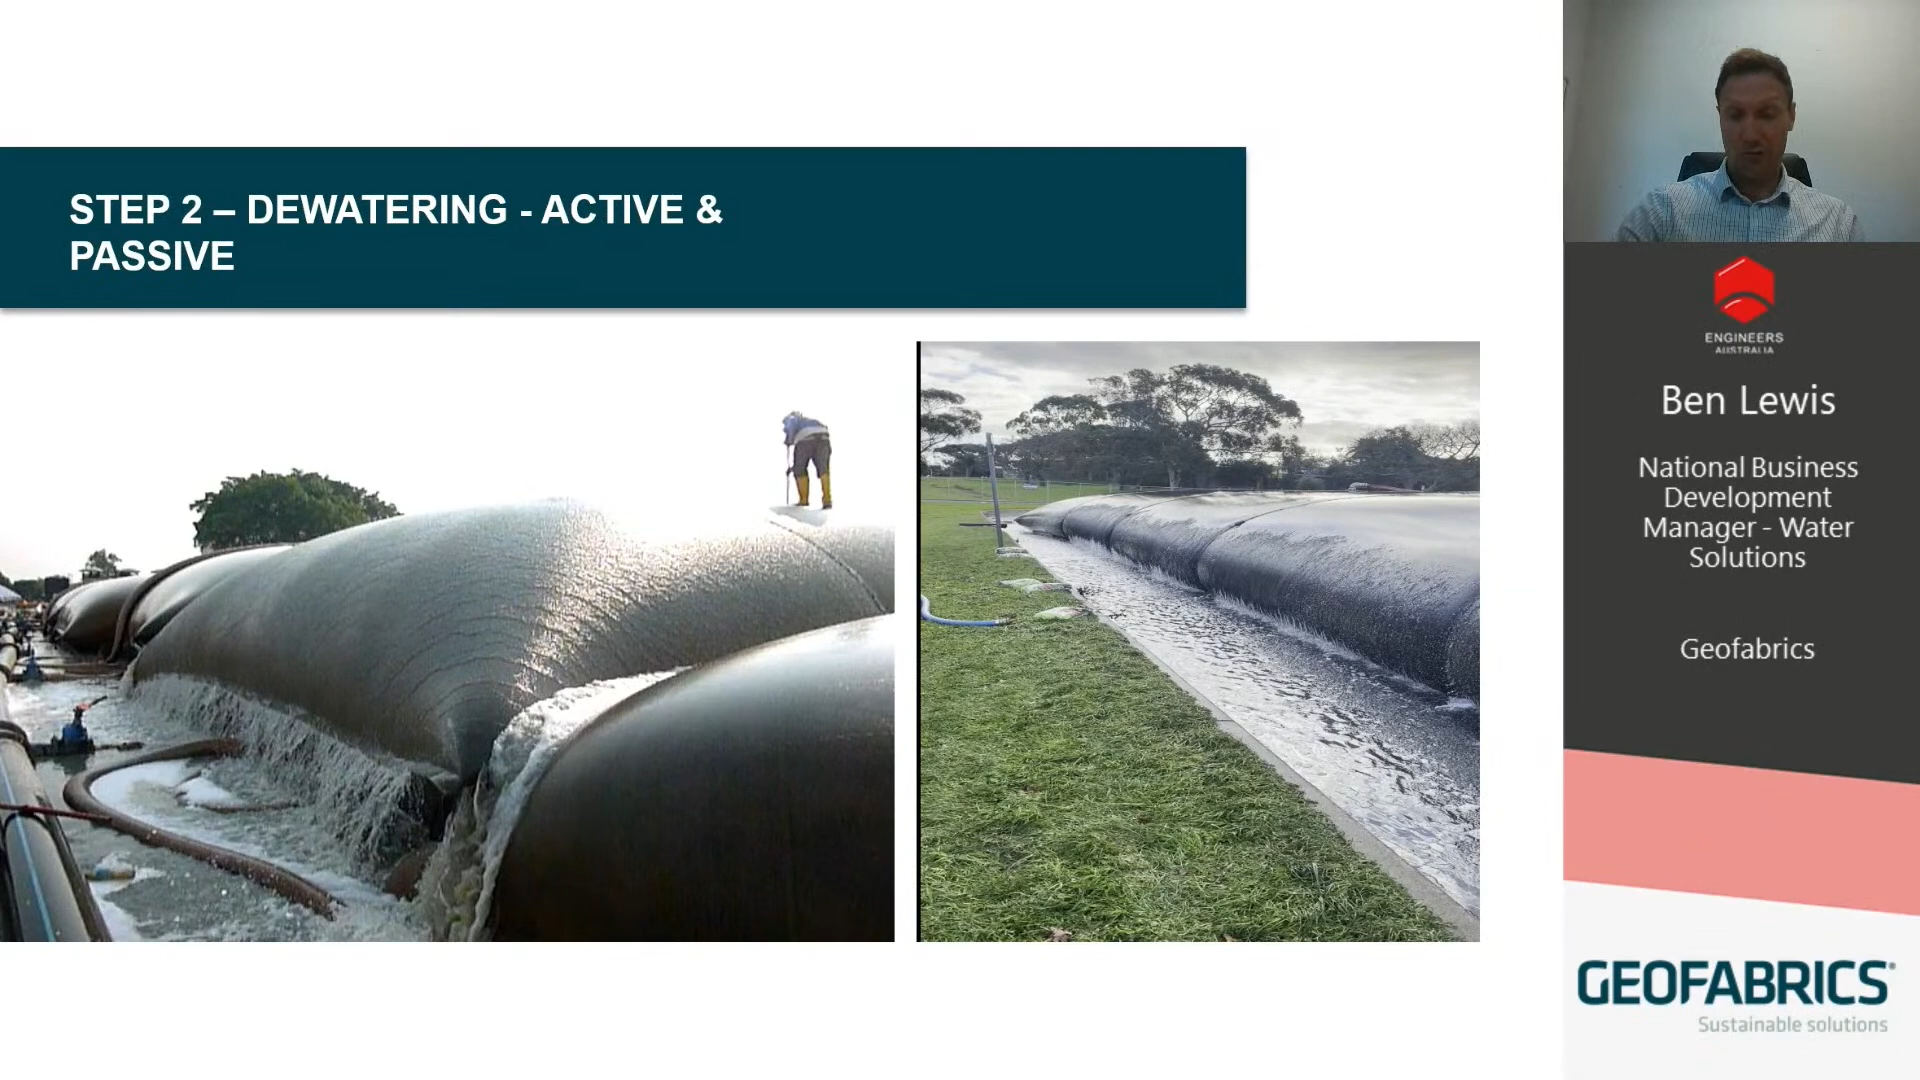 STEP 2 – DEWATERING - ACTIVE &
PASSIVE
ENGINEERS
AUSTRALIA
Ben Lewis
National Business
Development
Manager - Water
Solutions
Geofabrics
GEOFABRICS®
Sustainable solutions